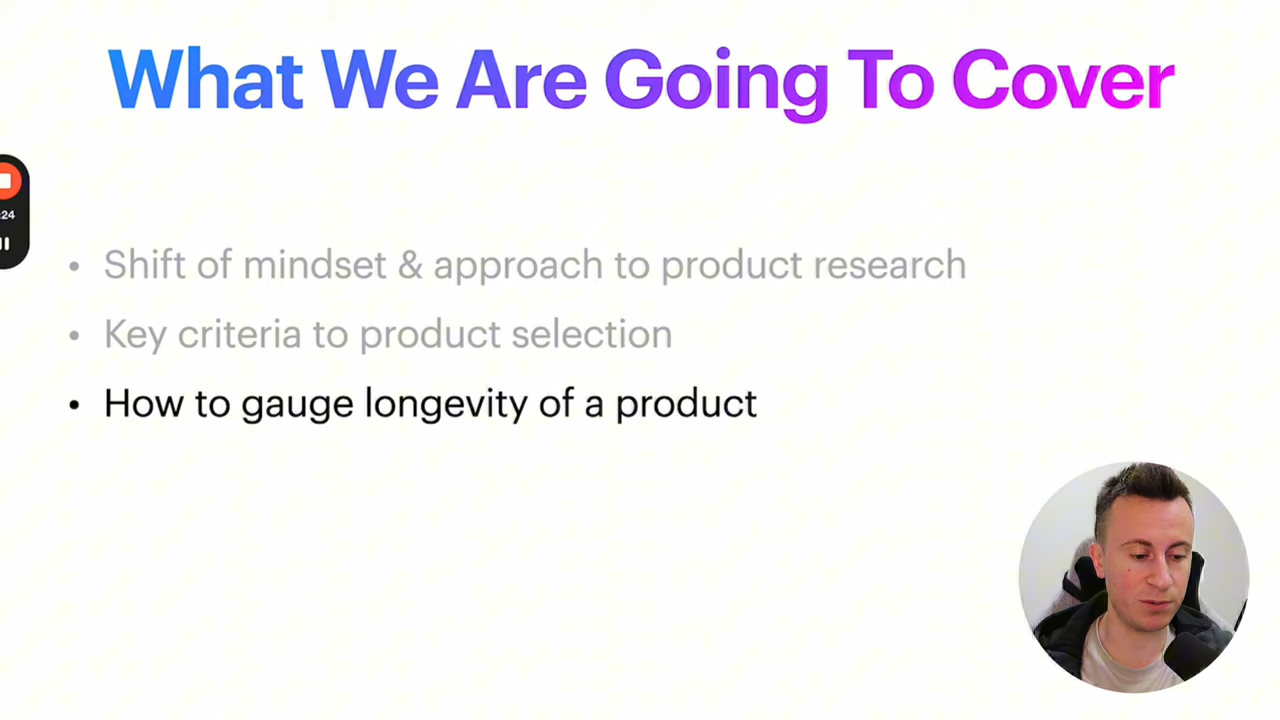 What We Are Going To Cover
:24
• Shift of mindset & approach to product research
• Key criteria to product selection
• How to gauge longevity of a product